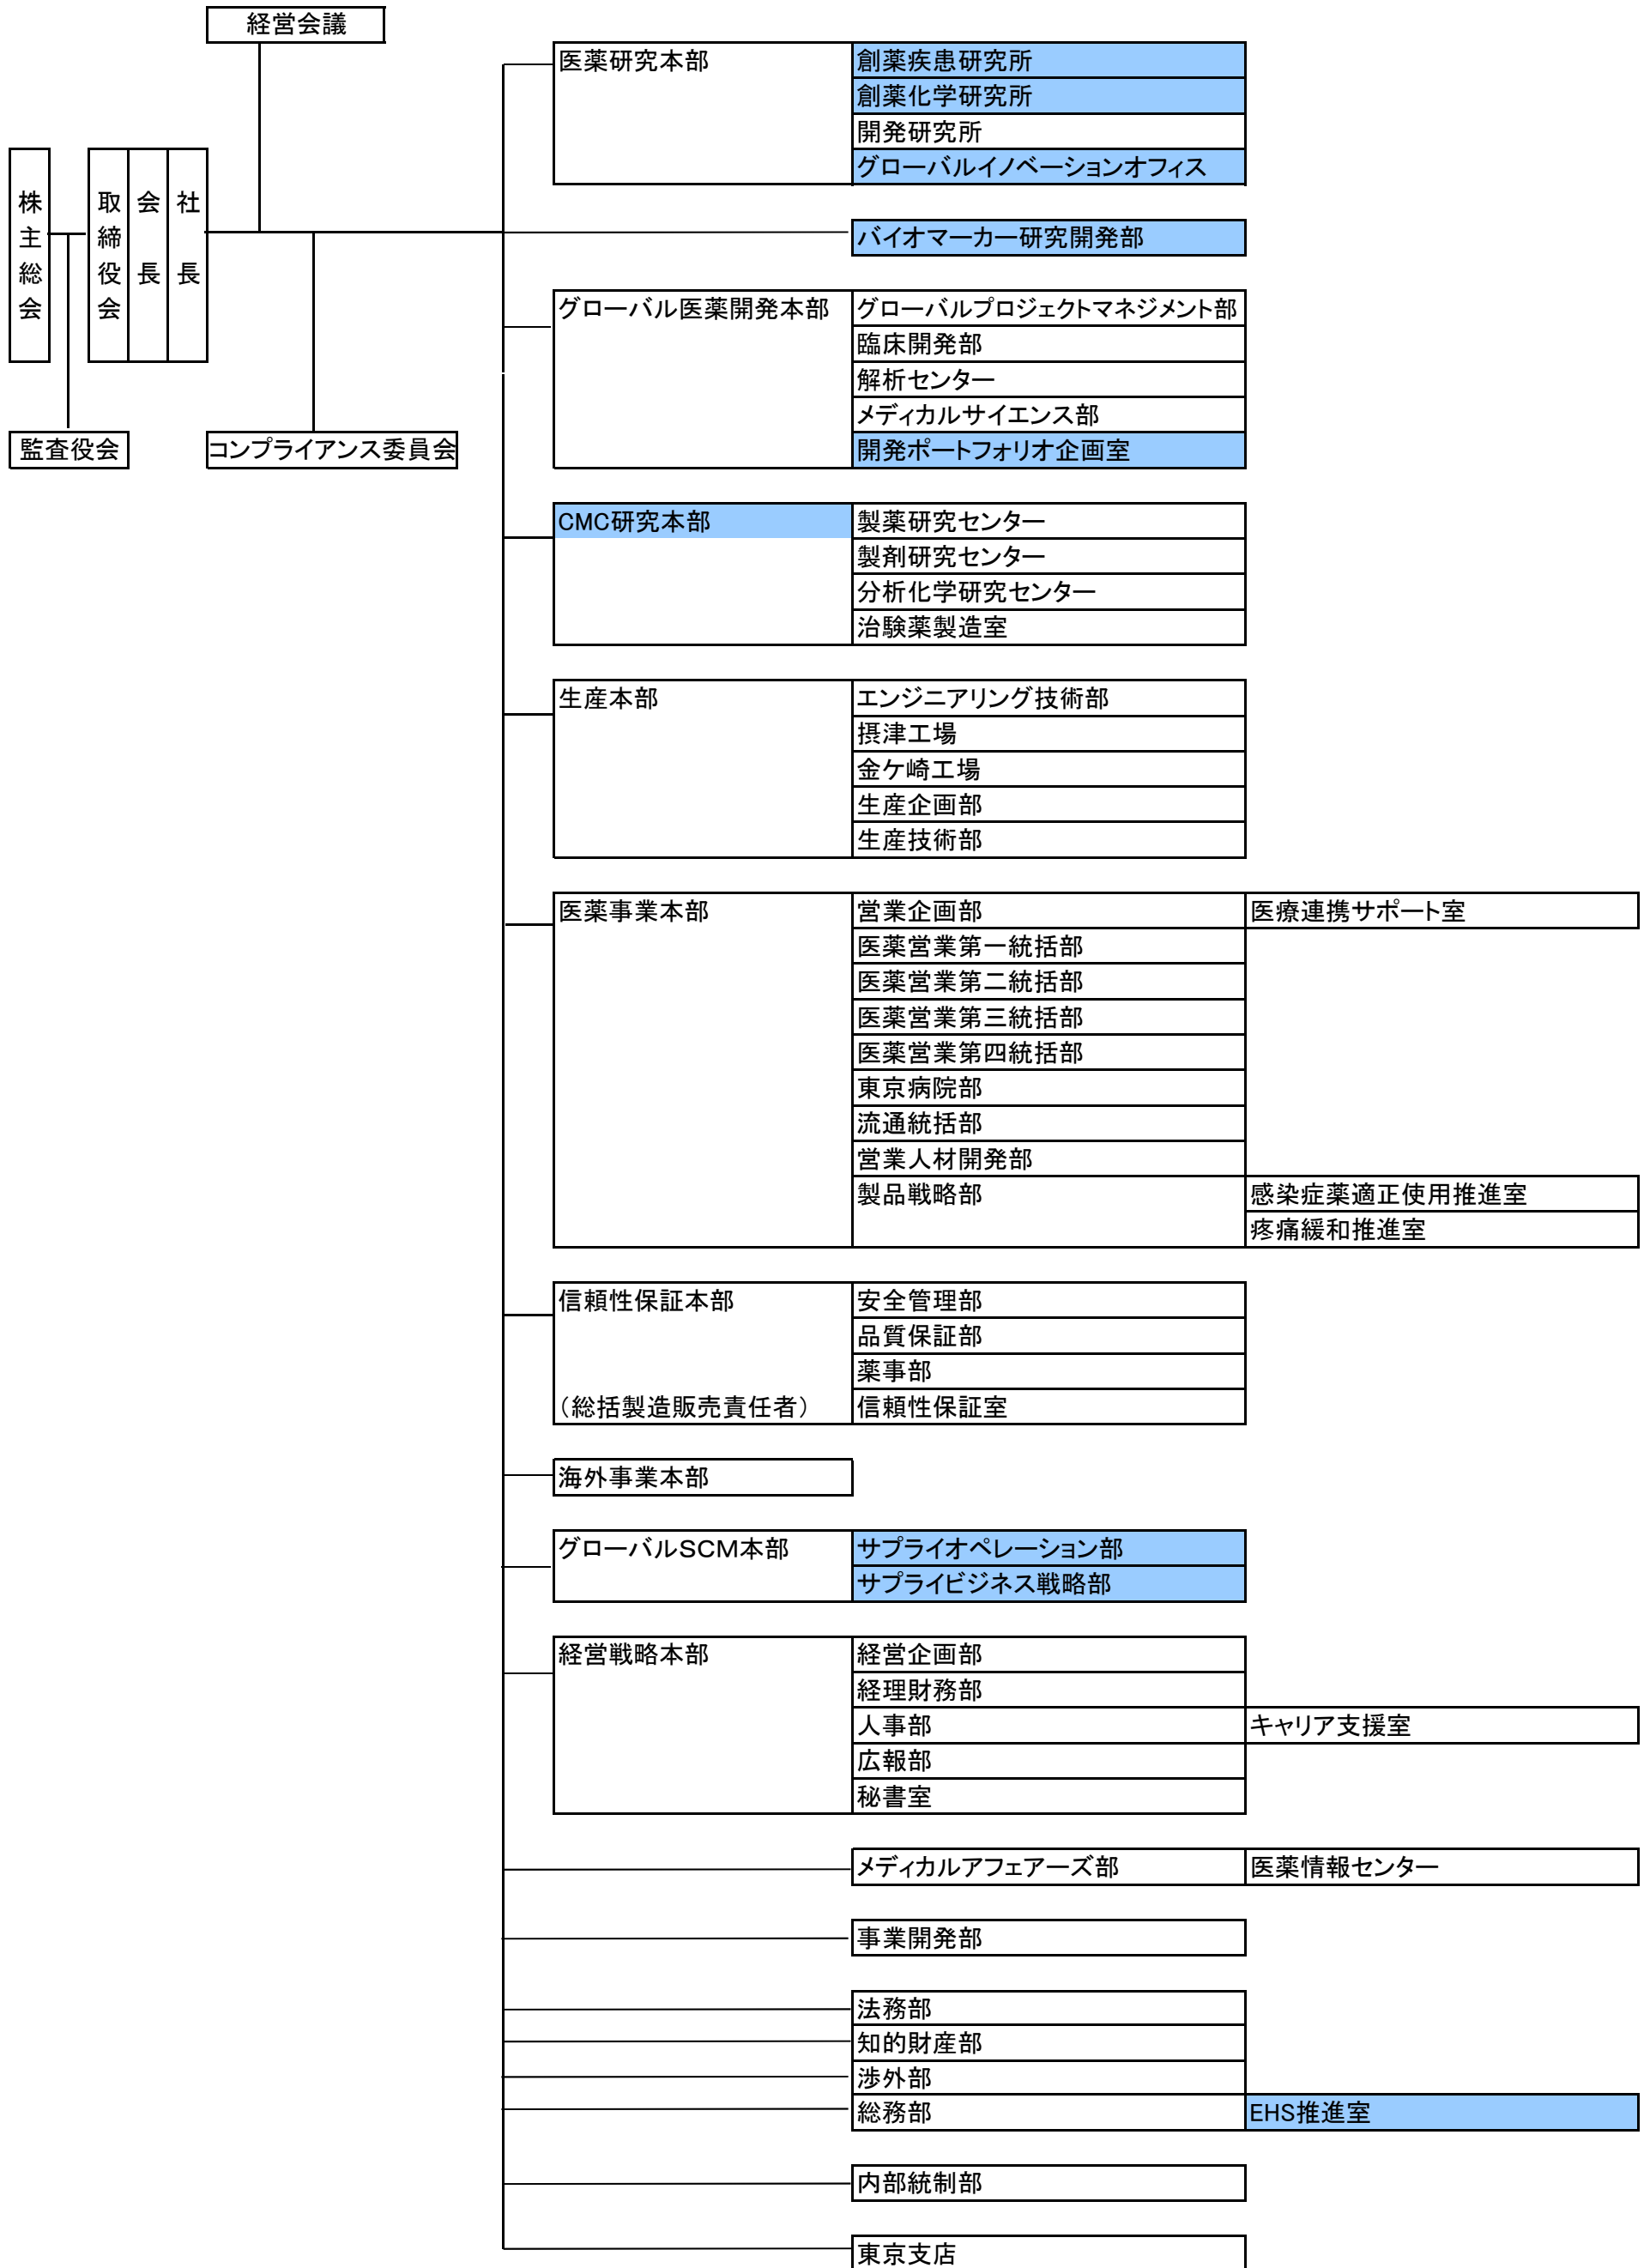 経営会議
株主総会
取締役会
会長
社長
監査役会
コンプライアンス委員会
医薬研究本部
創薬疾患研究所
創薬化学研究所
開発研究所
グローバルイノベーションオフィス
バイオマーカー研究開発部
グローバル医薬開発本部
グローバルプロジェクトマネジメント部
臨床開発部
解析センター
メディカルサイエンス部
開発ポートフォリオ企画室
CMC研究本部
製薬研究センター
製剤研究センター
分析化学研究センター
治験薬製造室
生産本部
エンジニアリング技術部
摂津工場
金ケ崎工場
生産企画部
生産技術部
医薬事業本部
営業企画部
医療連携サポート室
医薬営業第一統括部
医薬営業第二統括部
医薬営業第三統括部
医薬営業第四統括部
東京病院部
流通統括部
営業人材開発部
製品戦略部
感染症薬適正使用推進室
疼痛緩和推進室
信頼性保証本部
(総括製造販売責任者)
安全管理部
品質保証部
薬事部
信頼性保証室
海外事業本部
グローバルSCM本部
サプライオペレーション部
サプライビジネス戦略部
経営戦略本部
経営企画部
経理財務部
人事部
キャリア支援室
広報部
秘書室
メディカルアフェアーズ部
医薬情報センター
事業開発部
法務部
知的財産部
渉外部
総務部
EHS推進室
内部統制部
東京支店